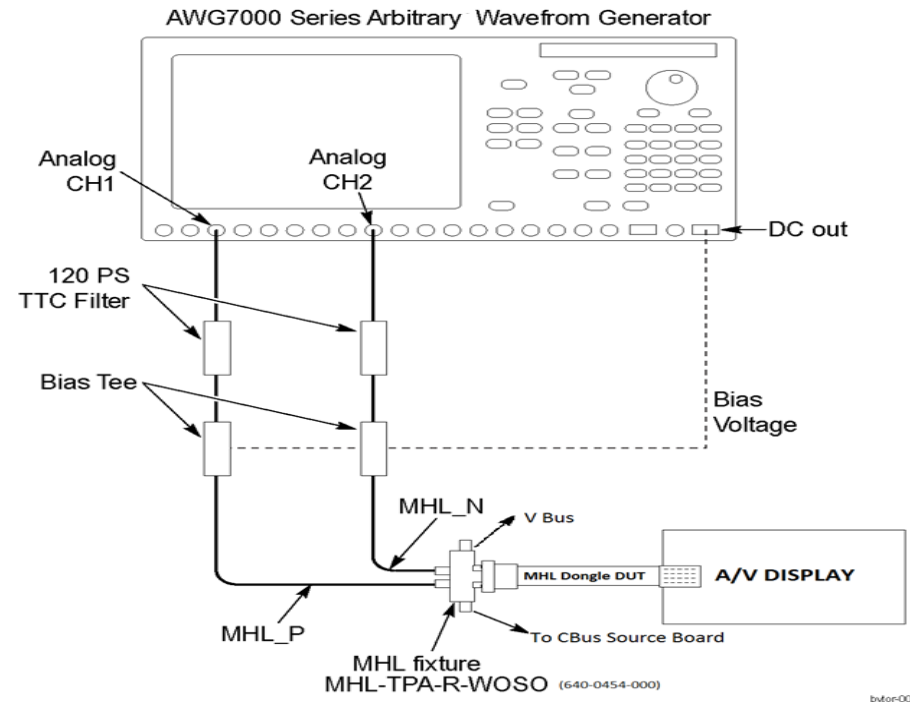 AWG7000 Series Arbitrary Wavefrom Generator
Analog
CH1
Analog
CH2
DC out
120 PS
TTC Filter
Bias Tee
Bias
Voltage
MHL_N
V Bus
MHL Dongle DUT
A/V DISPLAY
MHL_P
To CBus Source Board
MHL fixture
MHL-TPA-R-WOSO (640-0454-000)